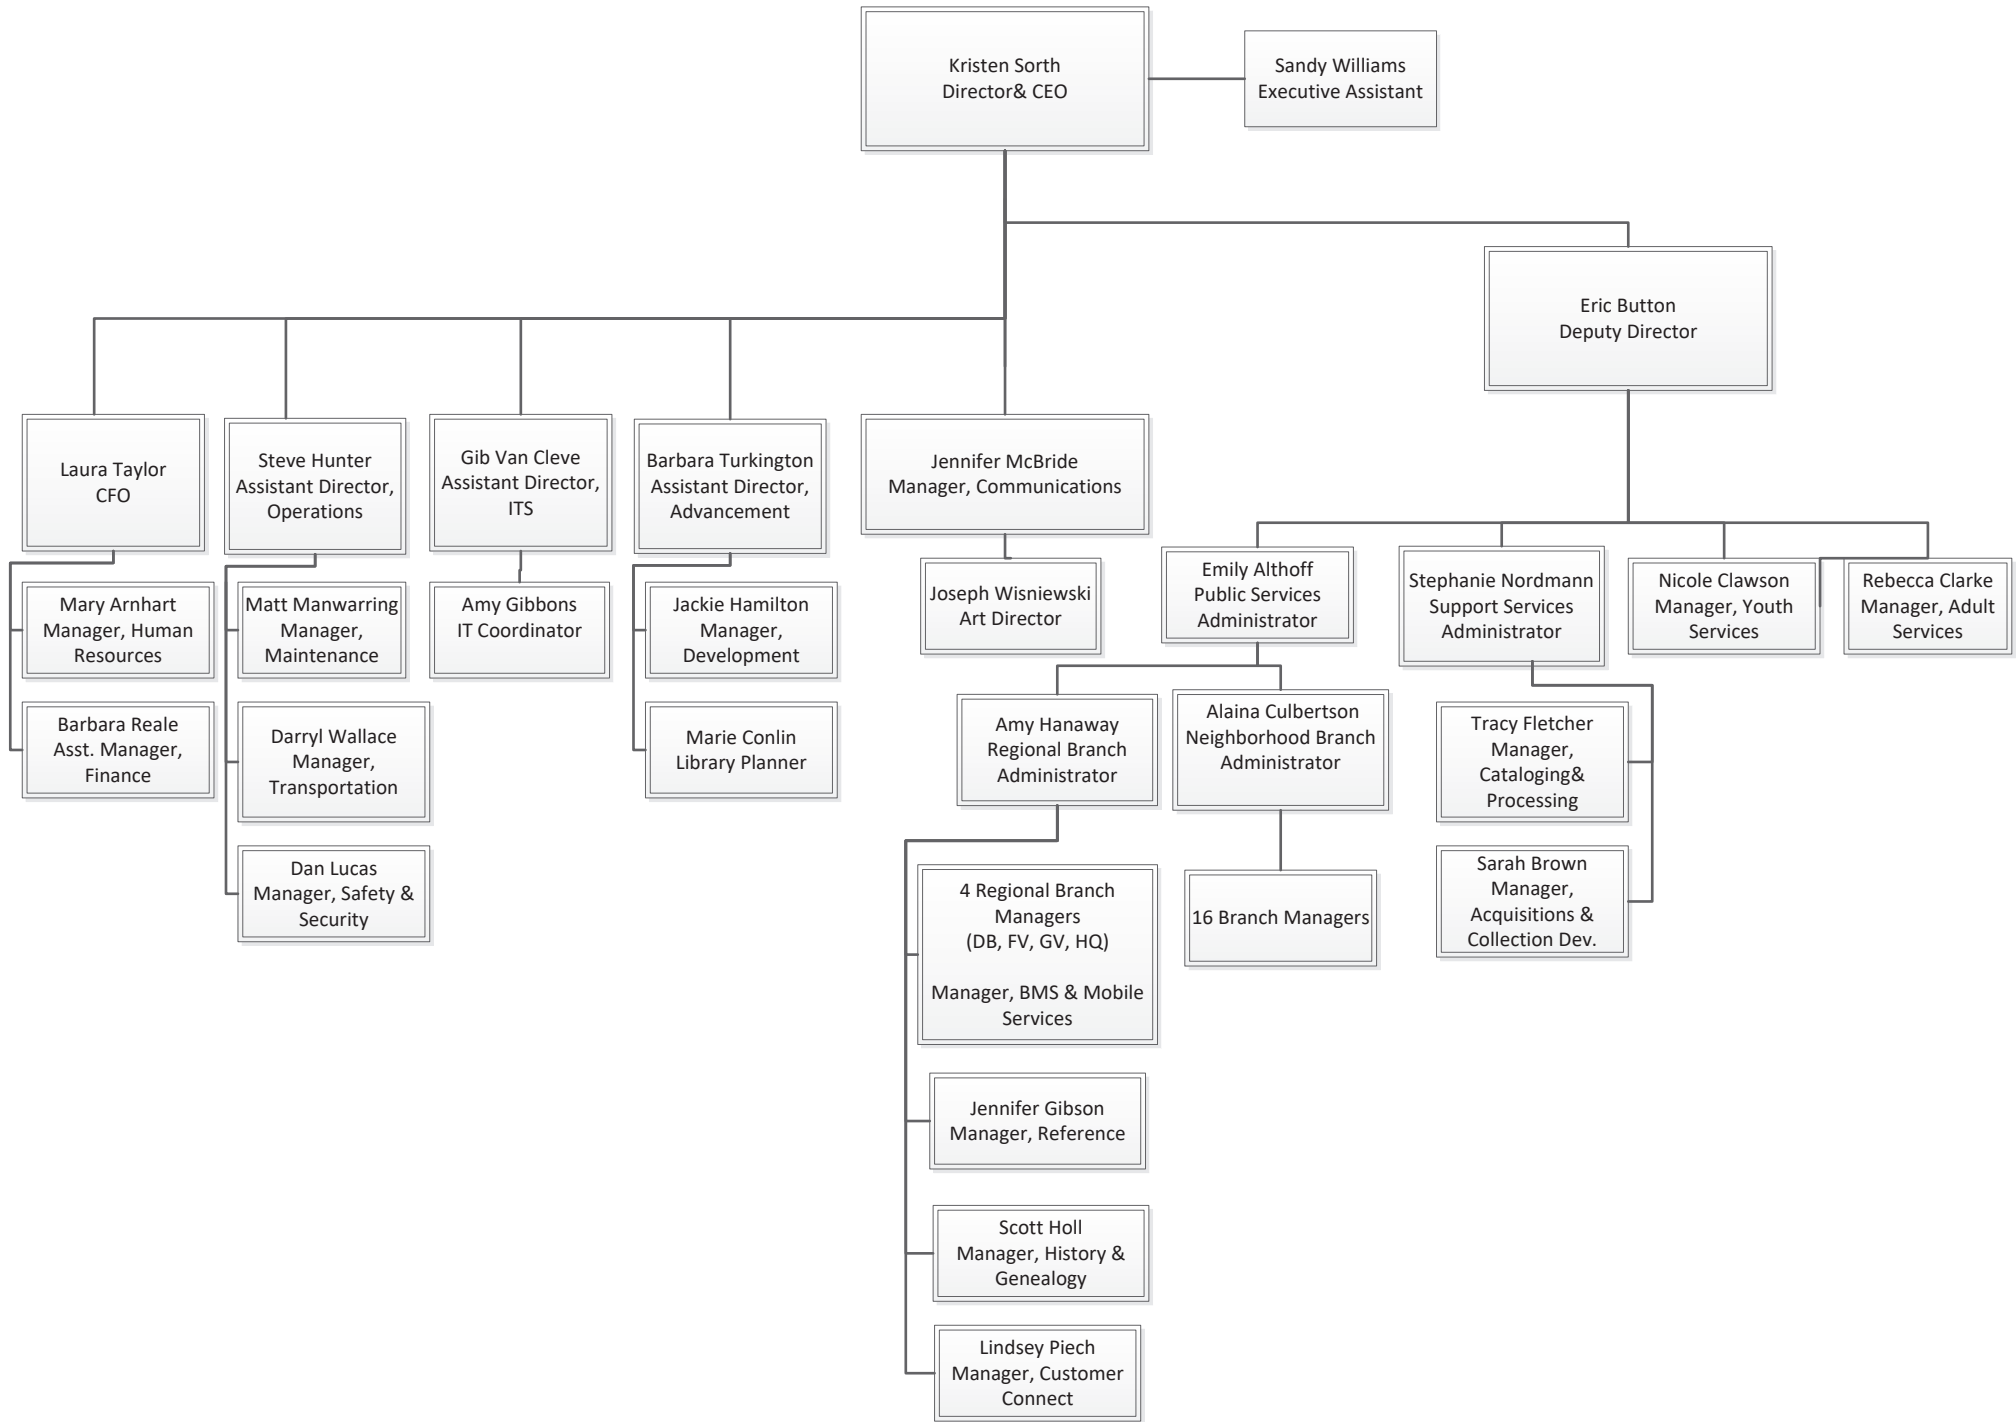 Kristen Sorth
Director& CEO
Sandy Williams
Executive Assistant
Eric Button
Deputy Director
Laura Taylor
CFO
Steve Hunter
Assistant Director,
Operations
Gib Van Cleve
Assistant Director,
ITS
Barbara Turkington
Assistant Director,
Advancement
Jennifer McBride
Manager, Communications
Mary Arnhart
Manager, Human
Resources
Matt Manwarring
Manager,
Maintenance
Amy Gibbons
IT Coordinator
Jackie Hamilton
Manager,
Development
Joseph Wisniewski
Art Director
Emily Althoff
Public Services
Administrator
Stephanie Nordmann
Support Services
Administrator
Nicole Clawson
Manager, Youth
Services
Rebecca Clarke
Manager, Adult
Services
Barbara Reale
Asst. Manager,
Finance
Darryl Wallace
Manager,
Transportation
Marie Conlin
Library Planner
Amy Hanaway
Regional Branch
Administrator
Alaina Culbertson
Neighborhood Branch
Administrator
Tracy Fletcher
Manager,
Cataloging&
Processing
Dan Lucas
Manager, Safety &
Security
4 Regional Branch
Managers
(DB, FV, GV, HQ)
Manager, BMS & Mobile
Services
16 Branch Managers
Sarah Brown
Manager,
Acquisitions &
Collection Dev.
Jennifer Gibson
Manager, Reference
Scott Holl
Manager, History &
Genealogy
Lindsey Piech
Manager, Customer
Connect